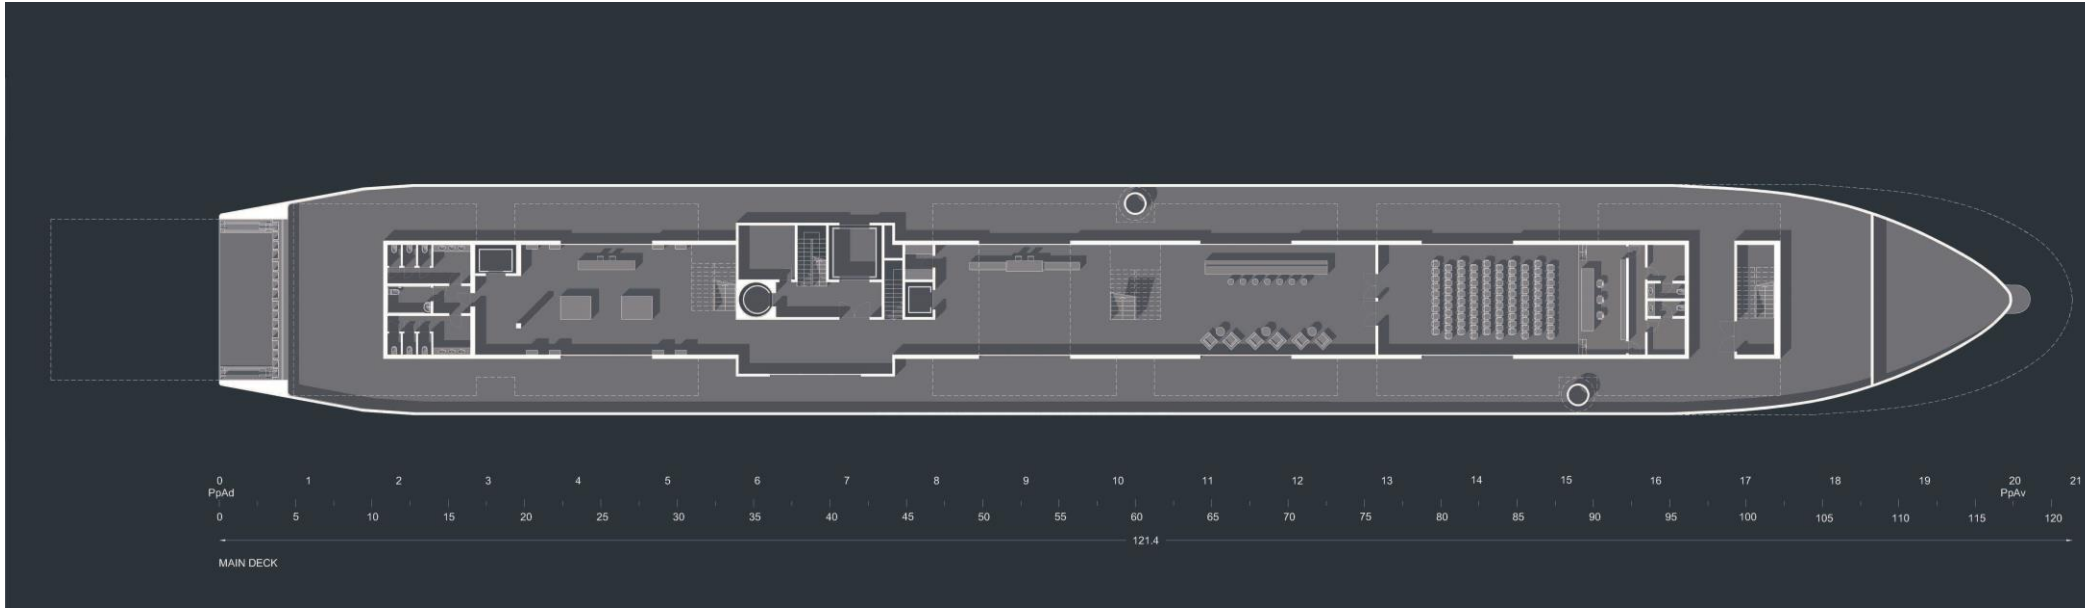 0 1 2 3 4 5 6 7 8 9 10 11 12 13 14 15 16 17 18 19 20 21
PpAd PpAv
0 5 10 15 20 25 30 35 40 45 50 55 60 65 70 75 80 85 90 95 100 105 110 115 120
121.4
MAIN DECK